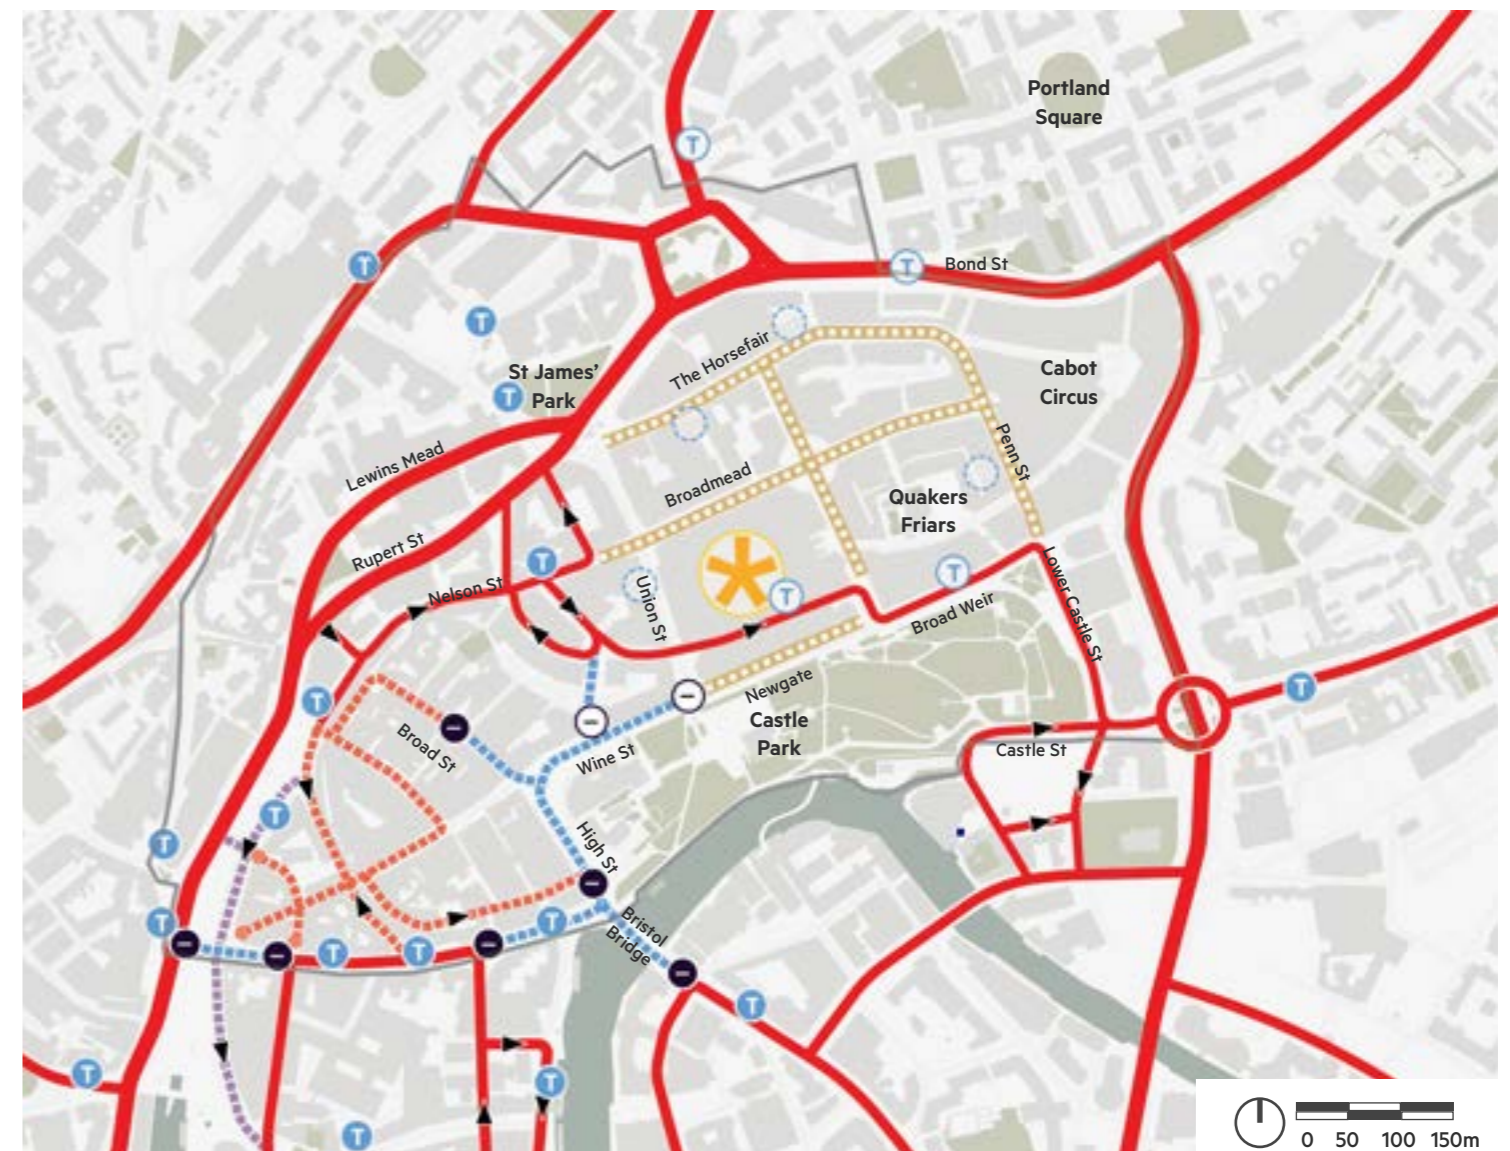 Portland
Square
T
T
T
Bond St
T
T
The Horsefair
St James'
Park
Cabot
Circus
Lewins Mead
Broadmead
Penn St
Quakers
Friars
Rupert St
Nelson St
T
Union St
T
T
Broad Weir
Lower Castle St
T
Newgate
Castle
Park
T
Broad St
Wine St
Castle St
T
T
High St
T
T
T
T
Bristol
Bridge
T
T
T
T
0 50 100 150m